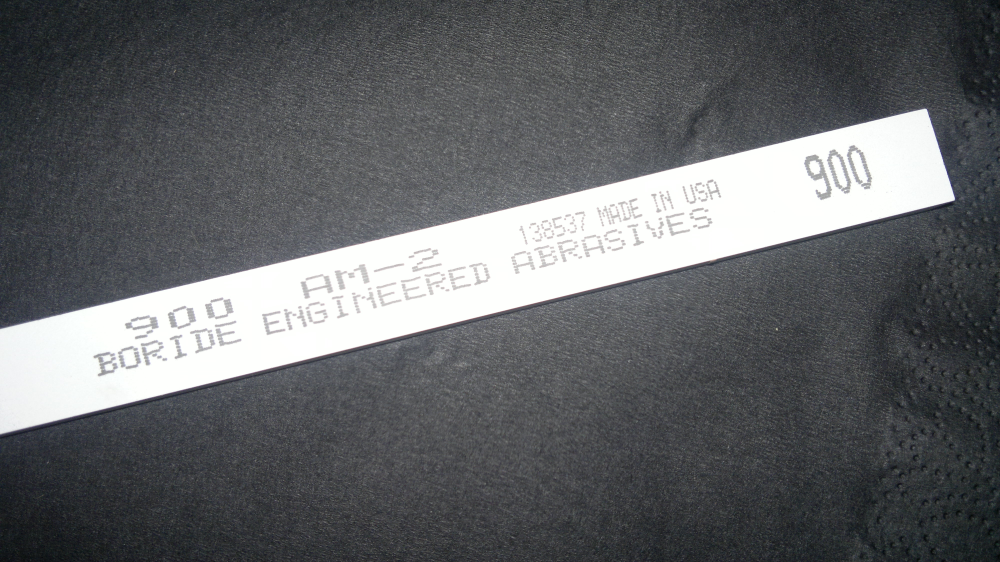 900 AM-2
138537 MADE IN USA
BORIDE ENGINEERED ABRASIVES
900